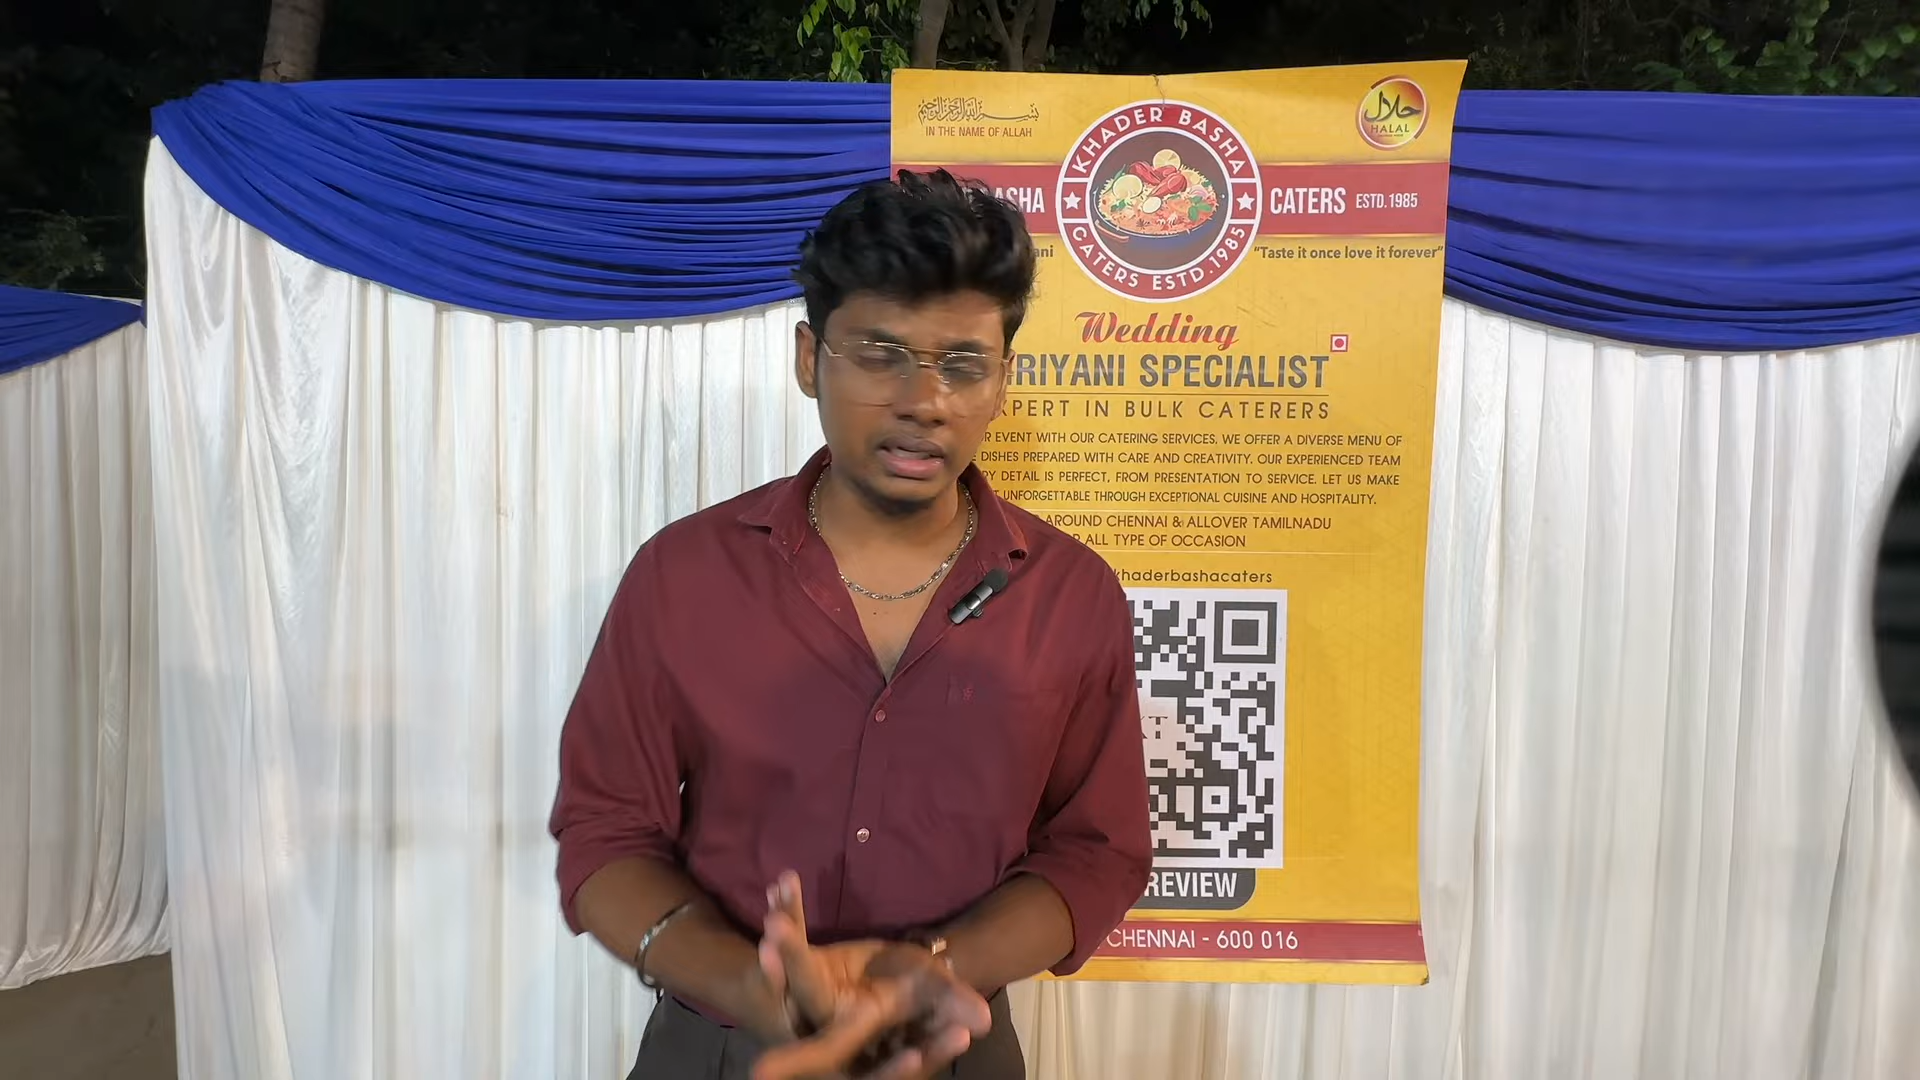 بسم الله الرحمن الرحيم
IN THE NAME OF ALLAH
حلال
HALAL
KHADER BASHA
CATERS ESTD.1985
ASHA
CATERS ESTD.1985
"Taste it once love it forever"
Wedding
RIYANI SPECIALIST
XPERT IN BULK CATERERS
R EVENT WITH OUR CATERING SERVICES. WE OFFER A DIVERSE MENU OF
DISHES PREPARED WITH CARE AND CREATIVITY. OUR EXPERIENCED TEAM
RY DETAIL IS PERFECT, FROM PRESENTATION TO SERVICE. LET US MAKE
T UNFORGETTABLE THROUGH EXCEPTIONAL CUISINE AND HOSPITALITY.
AROUND CHENNAI & ALLOVER TAMILNADU
ALL TYPE OF OCCASION
khaderbashacaters
REVIEW
CHENNAI - 600 016